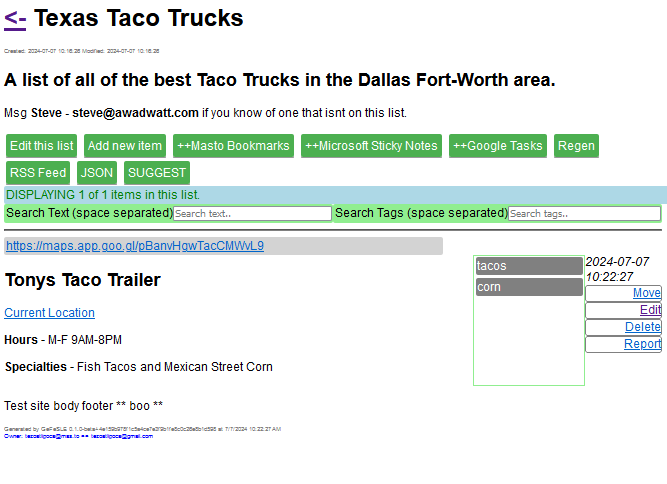 <- Texas Taco Trucks
Created: 2024-07-07 10:16:26 Modified: 2024-07-07 10:16:26
A list of all of the best Taco Trucks in the Dallas Fort-Worth area.
Msg Steve - steve@awadwatt.com if you know of one that isnt on this list.
Edit this list Add new item ++Masto Bookmarks ++Microsoft Sticky Notes ++Google Tasks Regen
RSS Feed JSON SUGGEST
DISPLAYING 1 of 1 items in this list.
Search Text (space separated) Search text.. Search Tags (space separated) Search tags..
https://maps.app.goo.gl/pBanvHgwTacCMWvL9
Tonys Taco Trailer
Current Location
Hours - M-F 9AM-8PM
Specialties - Fish Tacos and Mexican Street Corn
tacos
corn
2024-07-07
10:22:27
Move
Edit
Delete
Report
Test site body footer ** boo **
Generated by GeFeSLE at 7/7/2024 10:22:27 AM
Owner: